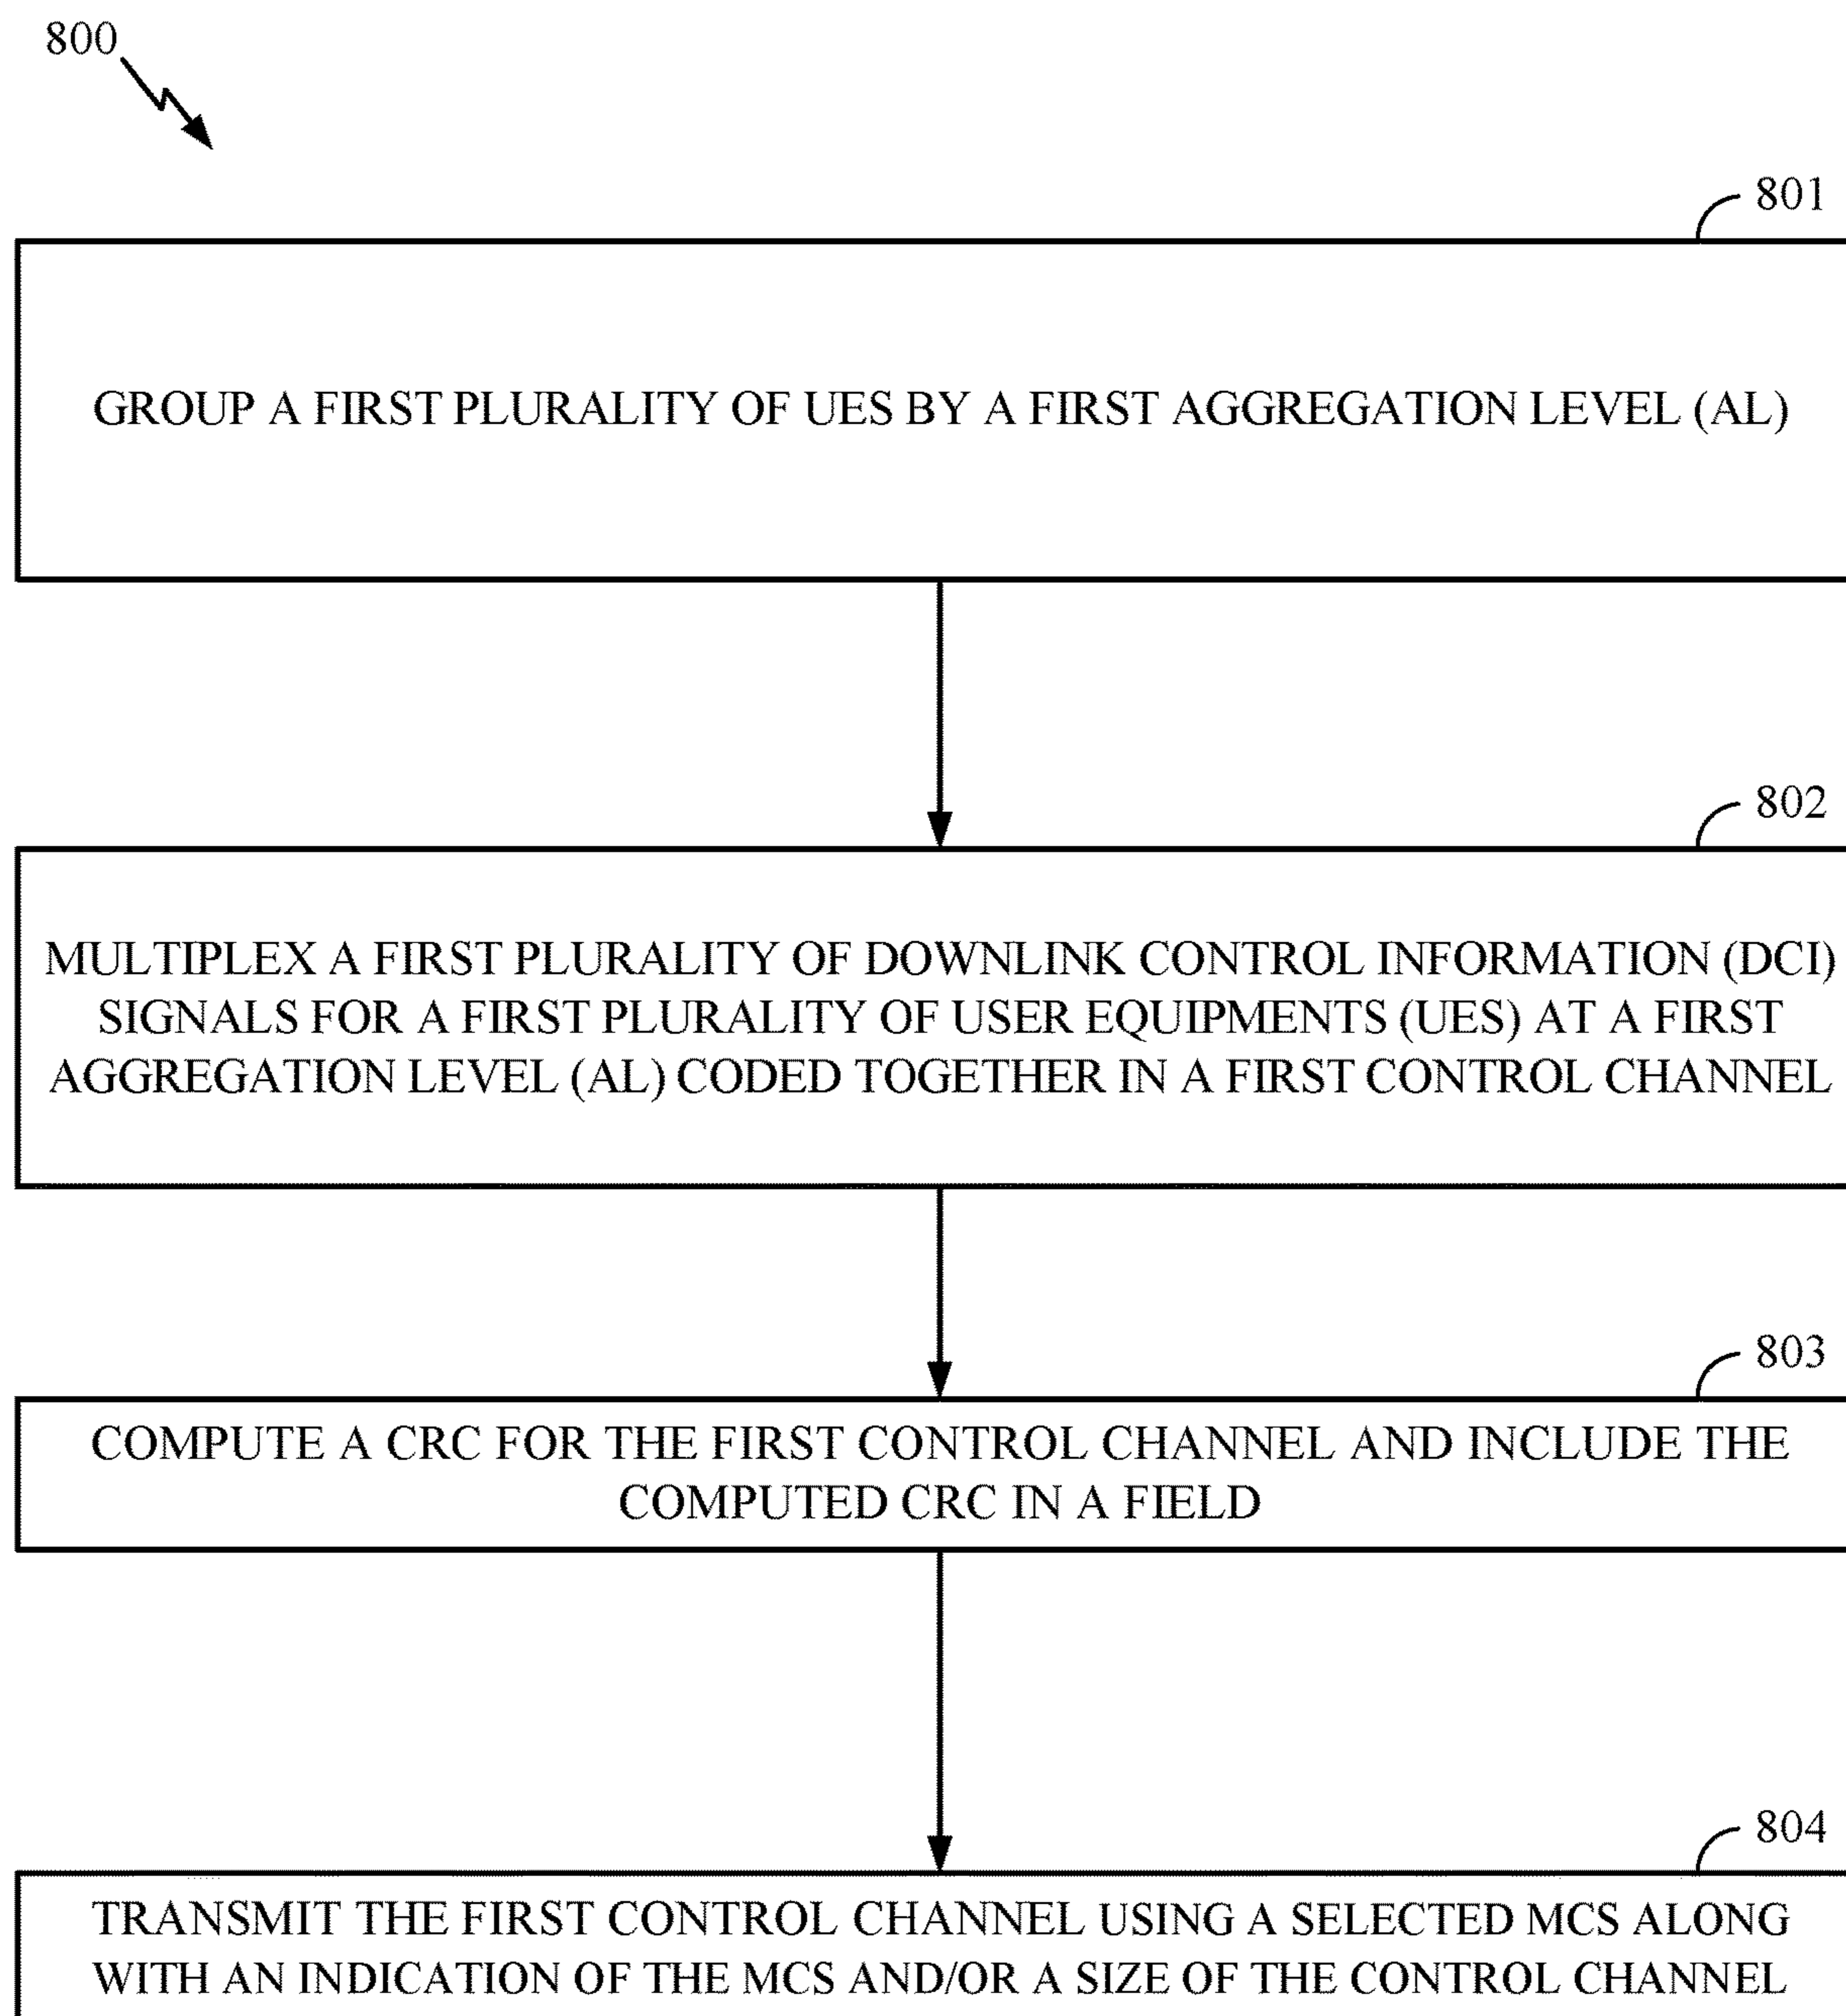 800
801
GROUP A FIRST PLURALITY OF UES BY A FIRST AGGREGATION LEVEL (AL)
802
MULTIPLEX A FIRST PLURALITY OF DOWNLINK CONTROL INFORMATION (DCI)
SIGNALS FOR A FIRST PLURALITY OF USER EQUIPMENTS (UES) AT A FIRST
AGGREGATION LEVEL (AL) CODED TOGETHER IN A FIRST CONTROL CHANNEL
803
COMPUTE A CRC FOR THE FIRST CONTROL CHANNEL AND INCLUDE THE
COMPUTED CRC IN A FIELD
804
TRANSMIT THE FIRST CONTROL CHANNEL USING A SELECTED MCS ALONG
WITH AN INDICATION OF THE MCS AND/OR A SIZE OF THE CONTROL CHANNEL